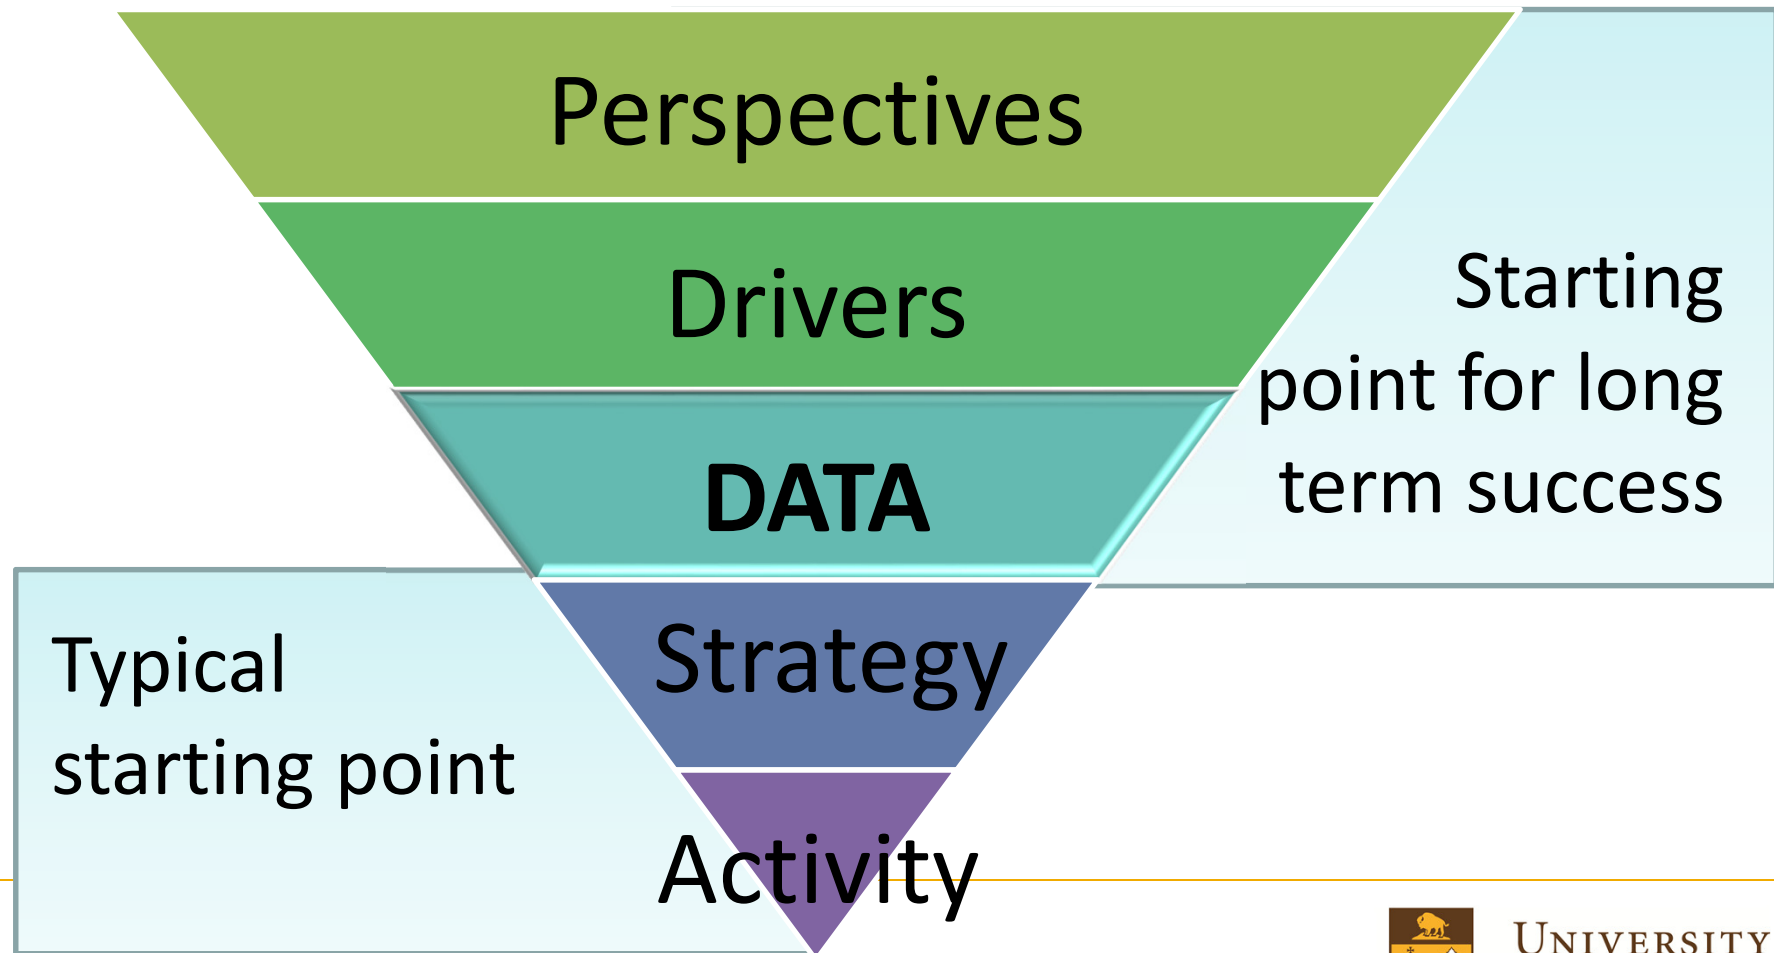 Perspectives
Drivers
Starting
point for long
term success
DATA
Typical
starting point
Strategy
Activity
UNIVERSITY